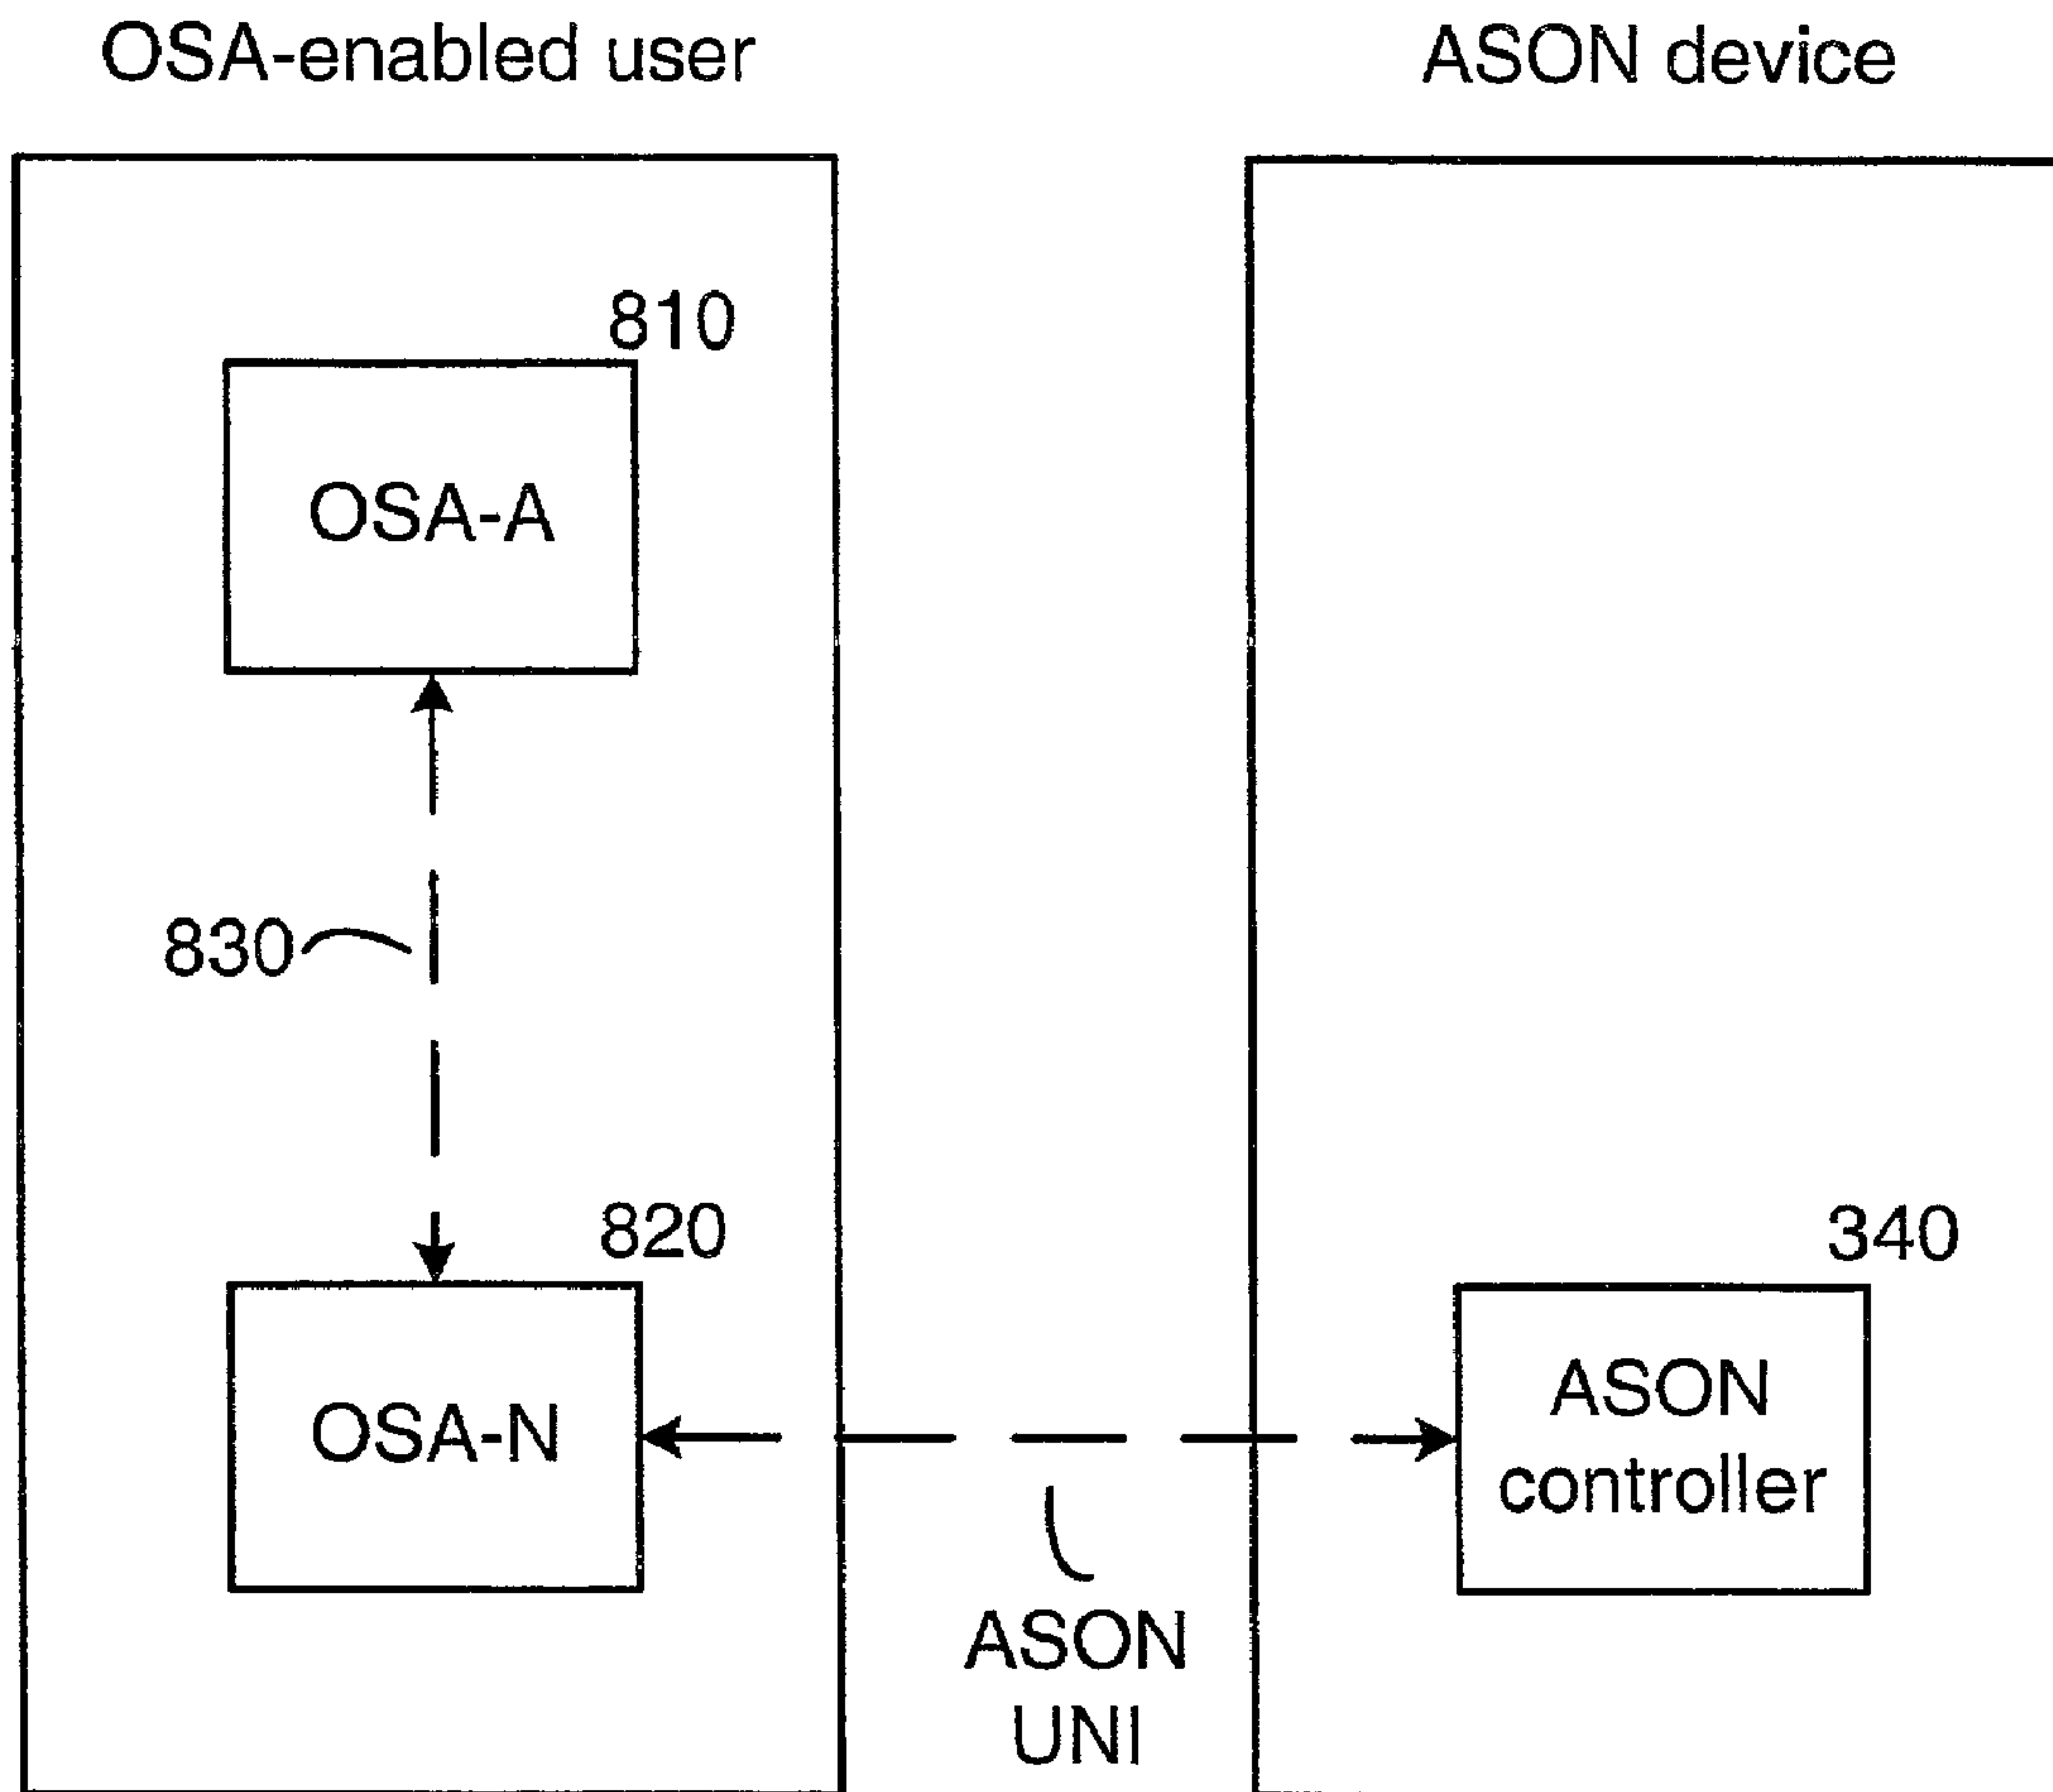 OSA-enabled user
ASON device
810
OSA-A
830
820
340
OSA-N
ASON
controller
ASON
UNI